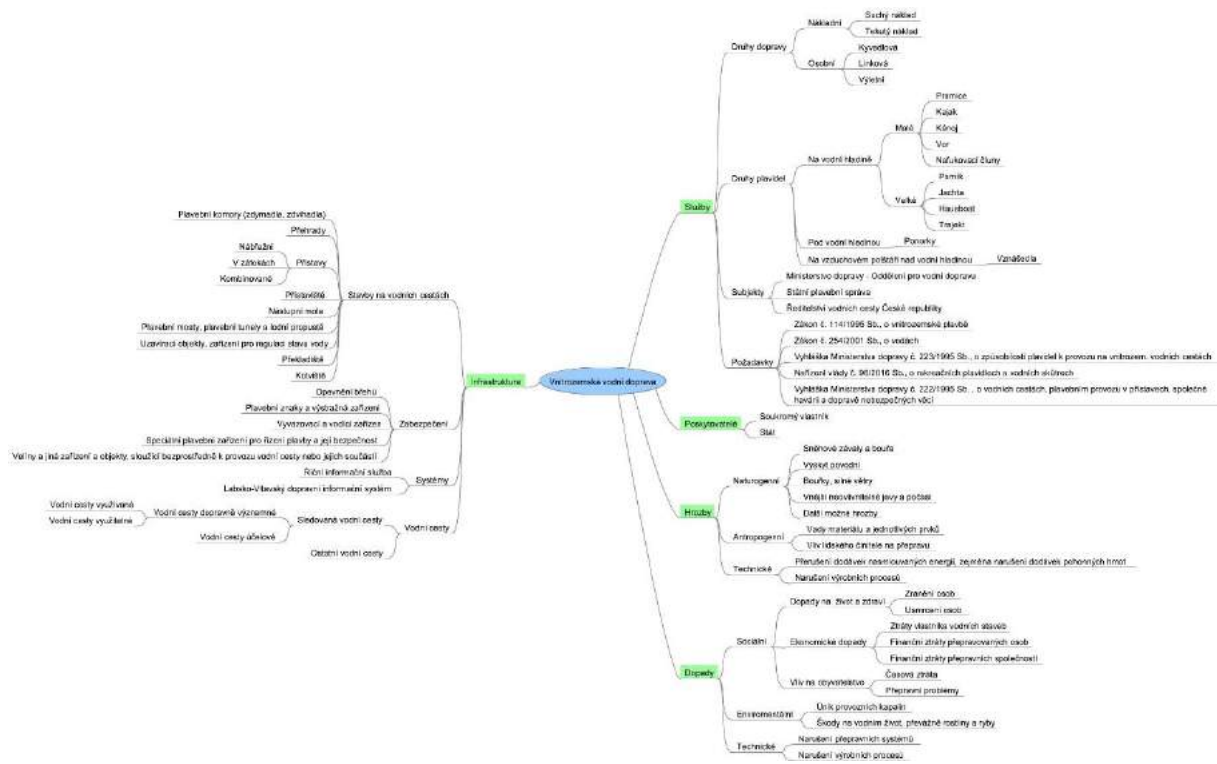 Vnitrozemská vodní doprava
Služby
Druhy dopravy
Nákladní
Suchý náklad
Tekutý náklad
Osobní
Kyvadlová
Linková
Výletní
Druhy plavidel
Na vodní hladině
Malé
Pramice
Kajak
Kánoj
Vor
Nafukovací čluny
Velké
Parník
Jachta
Hausboat
Trajekt
Pod vodní hladinou
Ponorky
Na vzduchovém polštáři nad vodní hladinou
Vznášedla
Subjekty
Ministerstvo dopravy - Oddělení pro vodní dopravu
Státní plavební správa
Ředitelství vodních cesty České republiky
Požadavky
Zákon č. 114/1995 Sb., o vnitrozemské plavbě
Zákon č. 254/2001 Sb., o vodách
Vyhláška Ministerstva dopravy č. 223/1995 Sb., o způsobilosti plavidel k provozu na vnitrozem. vodních cestách
Nařízení vlády č. 96/2016 Sb., o rekreačních plavidlech a vodních skútrech
Vyhláška Ministerstva dopravy č. 222/1995 Sb., o vodních cestách, plavebním provozu v přístavech, společné
havárii a dopravě nebezpečných věcí
Poskytovatelé
Soukromý vlastník
Stát
Hrozby
Naturogenní
Sněhové závaly a bouře
Výskyt povodní
Bouřky, silné větry
Vnější neovlivnitelné jevy a počasí
Další možné hrozby
Antropogenní
Vady materiálu a jednotlivých prvků
Vliv lidského činitele na přepravu
Technické
Přerušení dodávek nasmlouvaných energií, zejména narušení dodávek pohonných hmot
Narušení výrobních procesů
Dopady
Sociální
Dopady na život a zdraví
Zranění osob
Usmrcení osob
Ekonomické dopady
Ztráty vlastníka vodních staveb
Finanční ztráty přepravovaných osob
Finanční ztráty přepravních společností
Vliv na obyvatelstvo
Časová ztráta
Přepravní problémy
Enviromentální
Únik provozních kapalin
Škody na vodním život, převážně rostliny a ryby
Technické
Narušení přepravních systémů
Narušení výrobních procesů
Infrastruktura
Stavby na vodních cestách
Plavební komory (zdymadla, zdvihadla)
Přehrady
Přístavy
Nábřežní
V zátokách
Kombinované
Přístaviště
Nástupní mola
Plavební mosty, plavební tunely a lodní propustě
Uzavírací objekty, zařízení pro regulaci stavu vody
Překladiště
Kotviště
Zabezpečení
Opevnění břehů
Plavební znaky a výstražná zařízení
Vyvazovací a vodící zařízení
Speciální plavební zařízení pro řízení plavby a její bezpečnost
Velíny a jiná zařízení a objekty, sloužící bezprostředně k provozu vodní cesty nebo jejich součástí
Systémy
Říční informační služba
Labsko-Vltavský dopravní informační systém
Vodní cesty
Sledované vodní cesty
Vodní cesty dopravně významné
Vodní cesty využívané
Vodní cesty využitelné
Vodní cesty účelové
Ostatní vodní cesty